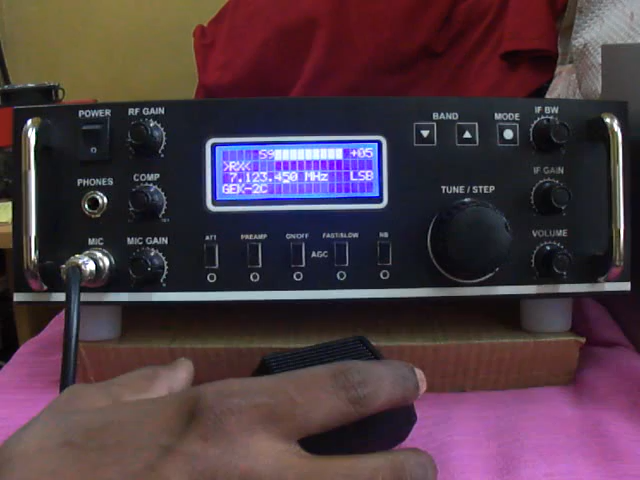 POWER
RF GAIN
BAND
MODE
IF BW
S9 +05
>RX<
7,123.450 MHz LSB
GEK-2C
PHONES
COMP
TUNE / STEP
IF GAIN
MIC
MIC GAIN
ATT
PREAMP
ON/OFF
AGC
FAST/SLOW
NB
VOLUME